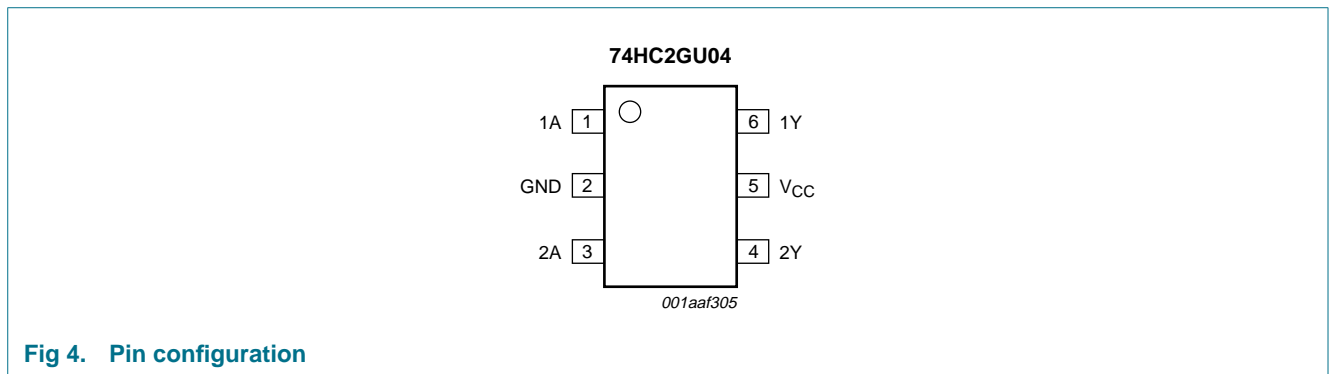 74HC2GU04
1A 1 6 1Y
GND 2 5 VCC
2A 3 4 2Y
001aaf305
Fig 4. Pin configuration